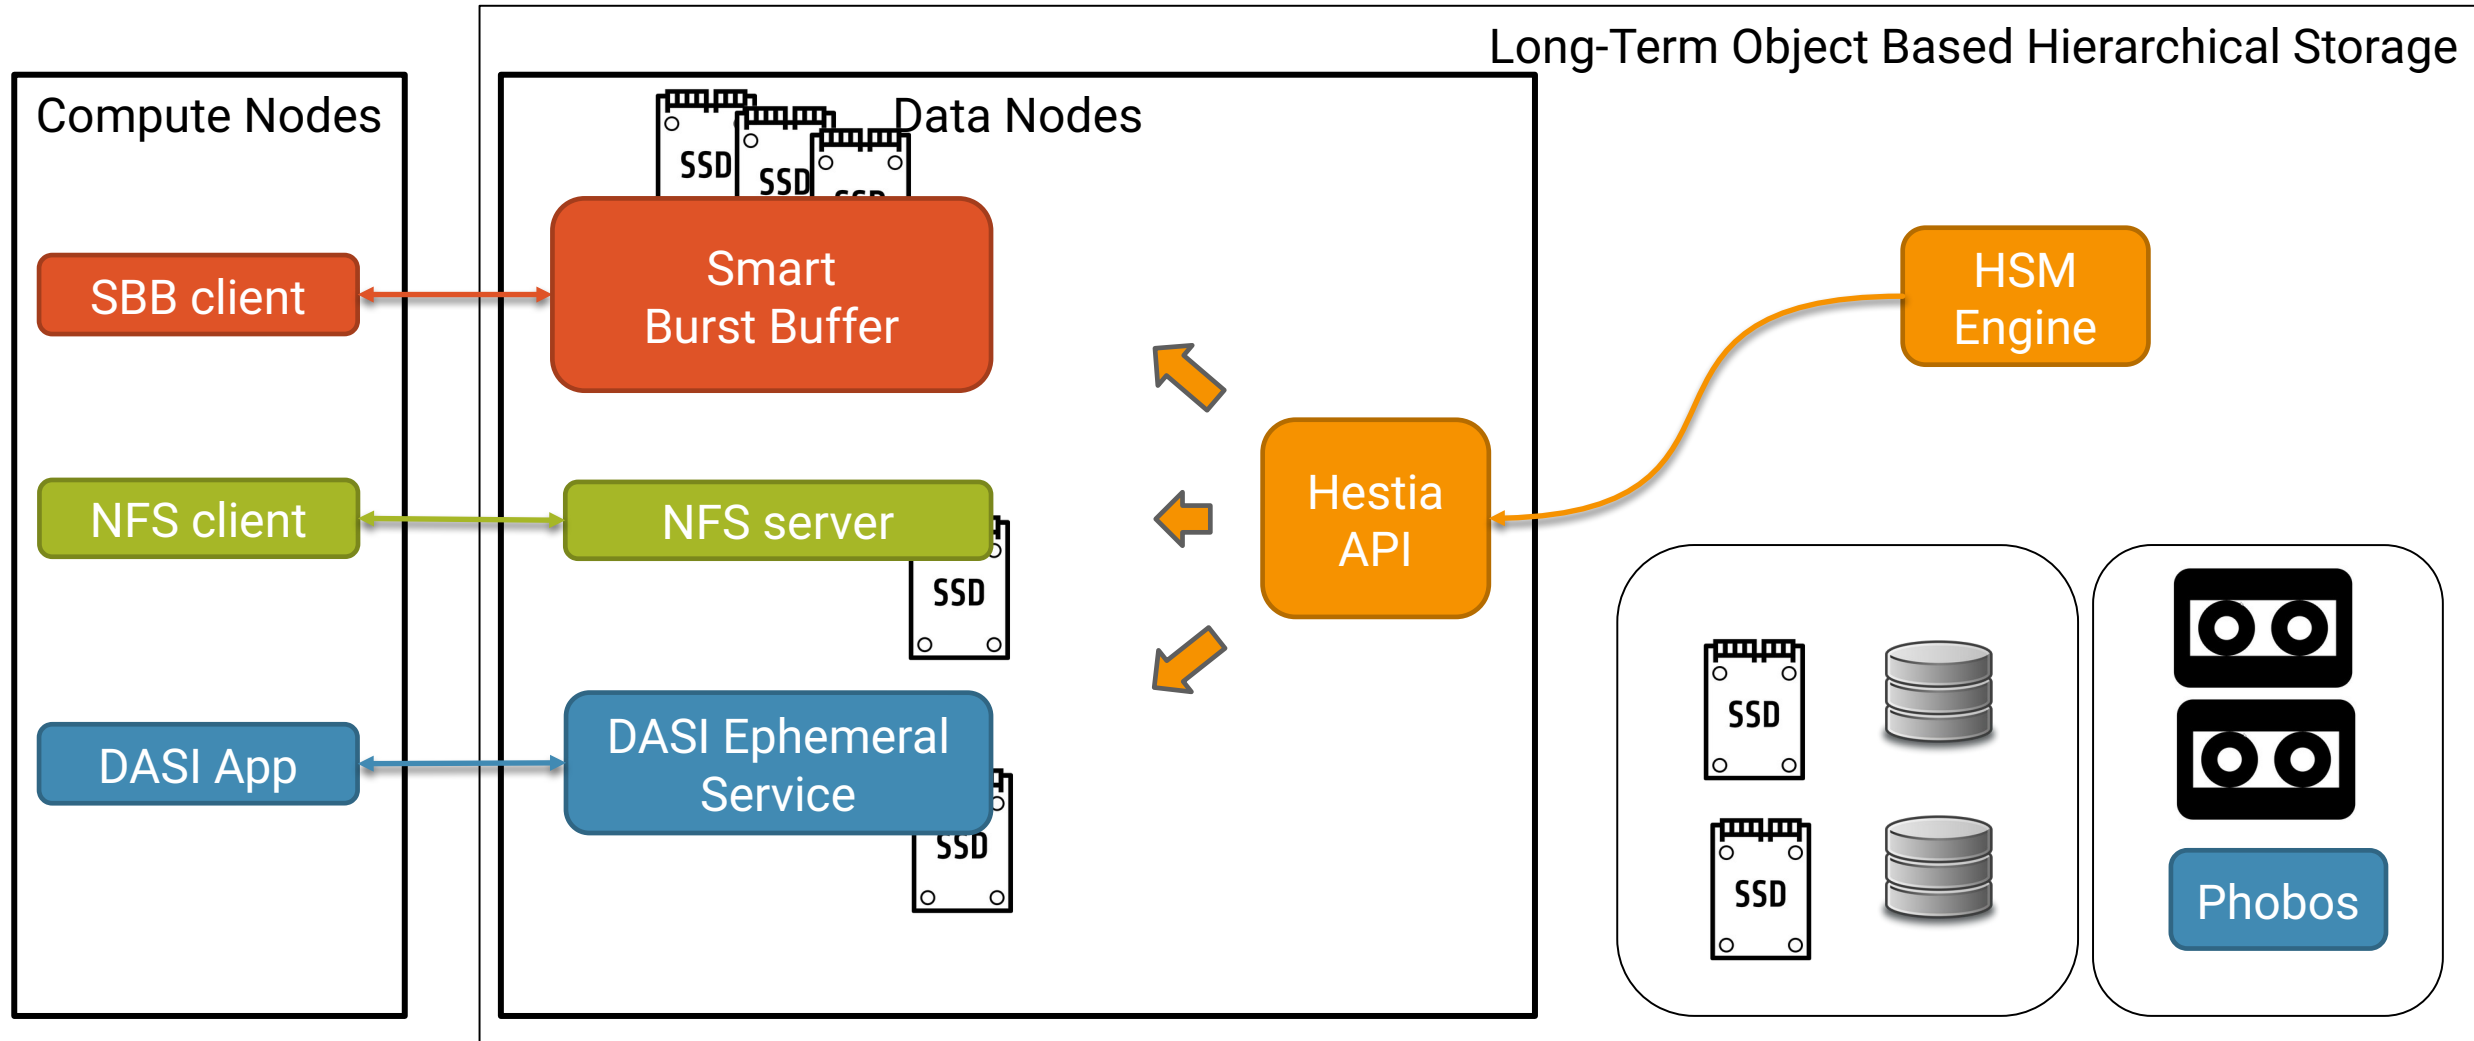 Long-Term Object Based Hierarchical Storage
Compute Nodes
Data Nodes
SSD
SSD
SSD
SBB client
Smart
Burst Buffer
HSM
Engine
NFS client
NFS server
SSD
Hestia
API
DASI App
DASI Ephemeral
Service
SSD
SSD
SSD
Phobos